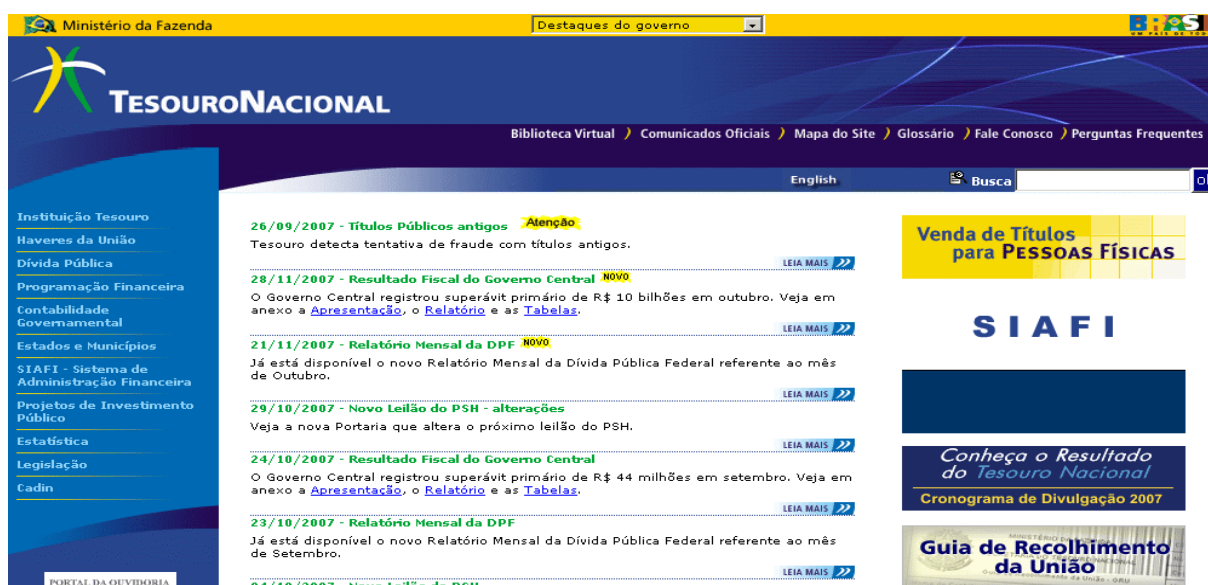 Ministério da Fazenda
Destaques do governo
TESOURONACIONAL
Biblioteca Virtual ) Comunicados Oficiais ) Mapa do Site ) Glossário ) Fale Conosco ) Perguntas Frequentes
English
Busca
Instituição Tesouro
Haveres da União
Dívida Pública
Programação Financeira
Contabilidade
Governamental
Estados e Municípios
SIAFI - Sistema de
Administração Financeira
Projetos de Investimento
Público
Estatística
Legislação
Cadin
PORTAL DA OUVIDORIA
26/09/2007 - Títulos Públicos antigos Atenção
Tesouro detecta tentativa de fraude com títulos antigos.
LEIA MAIS
28/11/2007 - Resultado Fiscal do Governo Central NOVO
O Governo Central registrou superávit primário de R$ 10 bilhões em outubro. Veja em
anexo a Apresentação, o Relatório e as Tabelas.
LEIA MAIS
21/11/2007 - Relatório Mensal da DPF NOVO
Já está disponível o novo Relatório Mensal da Dívida Pública Federal referente ao mês
de Outubro.
LEIA MAIS
29/10/2007 - Novo Leilão do PSH - alterações
Veja a nova Portaria que altera o próximo leilão do PSH.
LEIA MAIS
24/10/2007 - Resultado Fiscal do Governo Central
O Governo Central registrou superávit primário de R$ 44 milhões em setembro. Veja em
anexo a Apresentação, o Relatório e as Tabelas.
LEIA MAIS
23/10/2007 - Relatório Mensal da DPF
Já está disponível o novo Relatório Mensal da Dívida Pública Federal referente ao mês
de Setembro.
LEIA MAIS
Venda de Títulos
para PESSOAS FÍSICAS
SIAFI
Conheça o Resultado
do Tesouro Nacional
Cronograma de Divulgação 2007
Guia de Recolhimento
da União